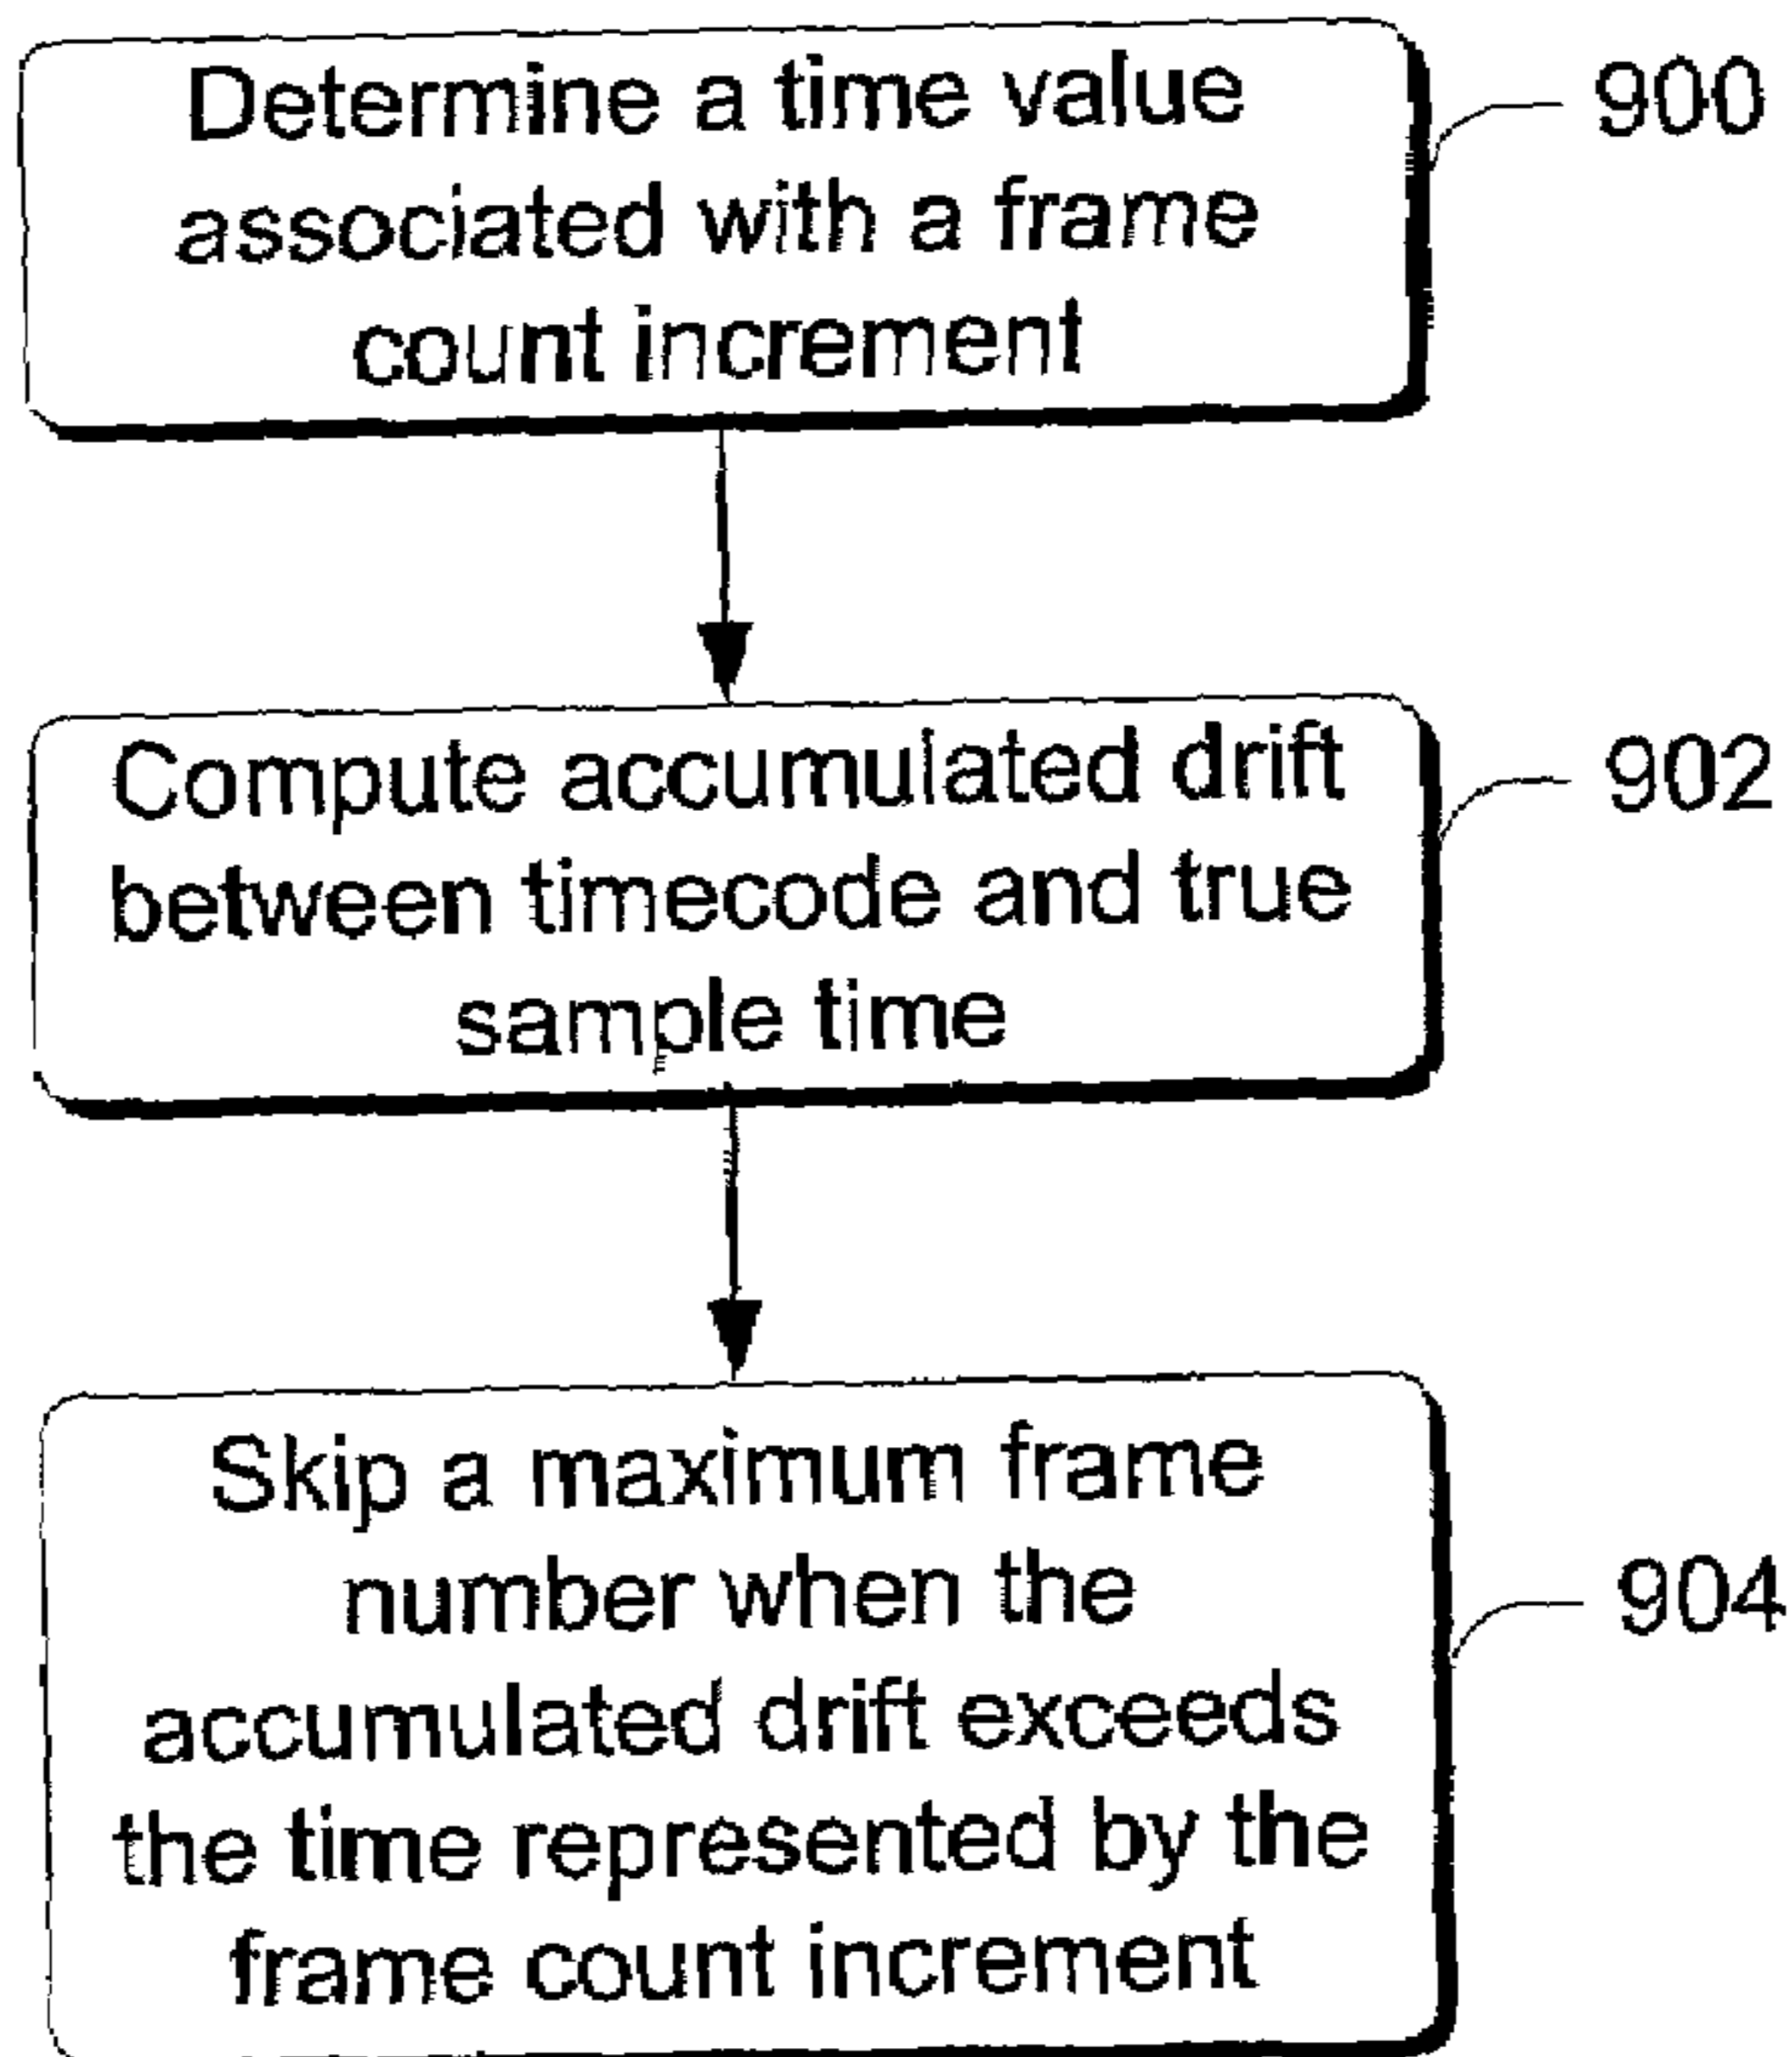 Determine a time value
associated with a frame
count increment
900
Compute accumulated drift
between timecode and true
sample time
902
Skip a maximum frame
number when the
accumulated drift exceeds
the time represented by the
frame count increment
904